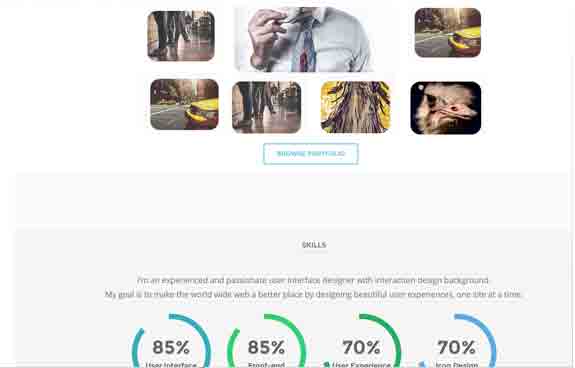 BROWSE PORTFOLIO
SKILLS
I'm an experienced and passionate user interface designer with interaction design background.
My goal is to make the world wide web a better place by designing beautiful user experiences, one site at a time.
85% 85% 70% 70%
User Interface Front-end User Experience Icon Design